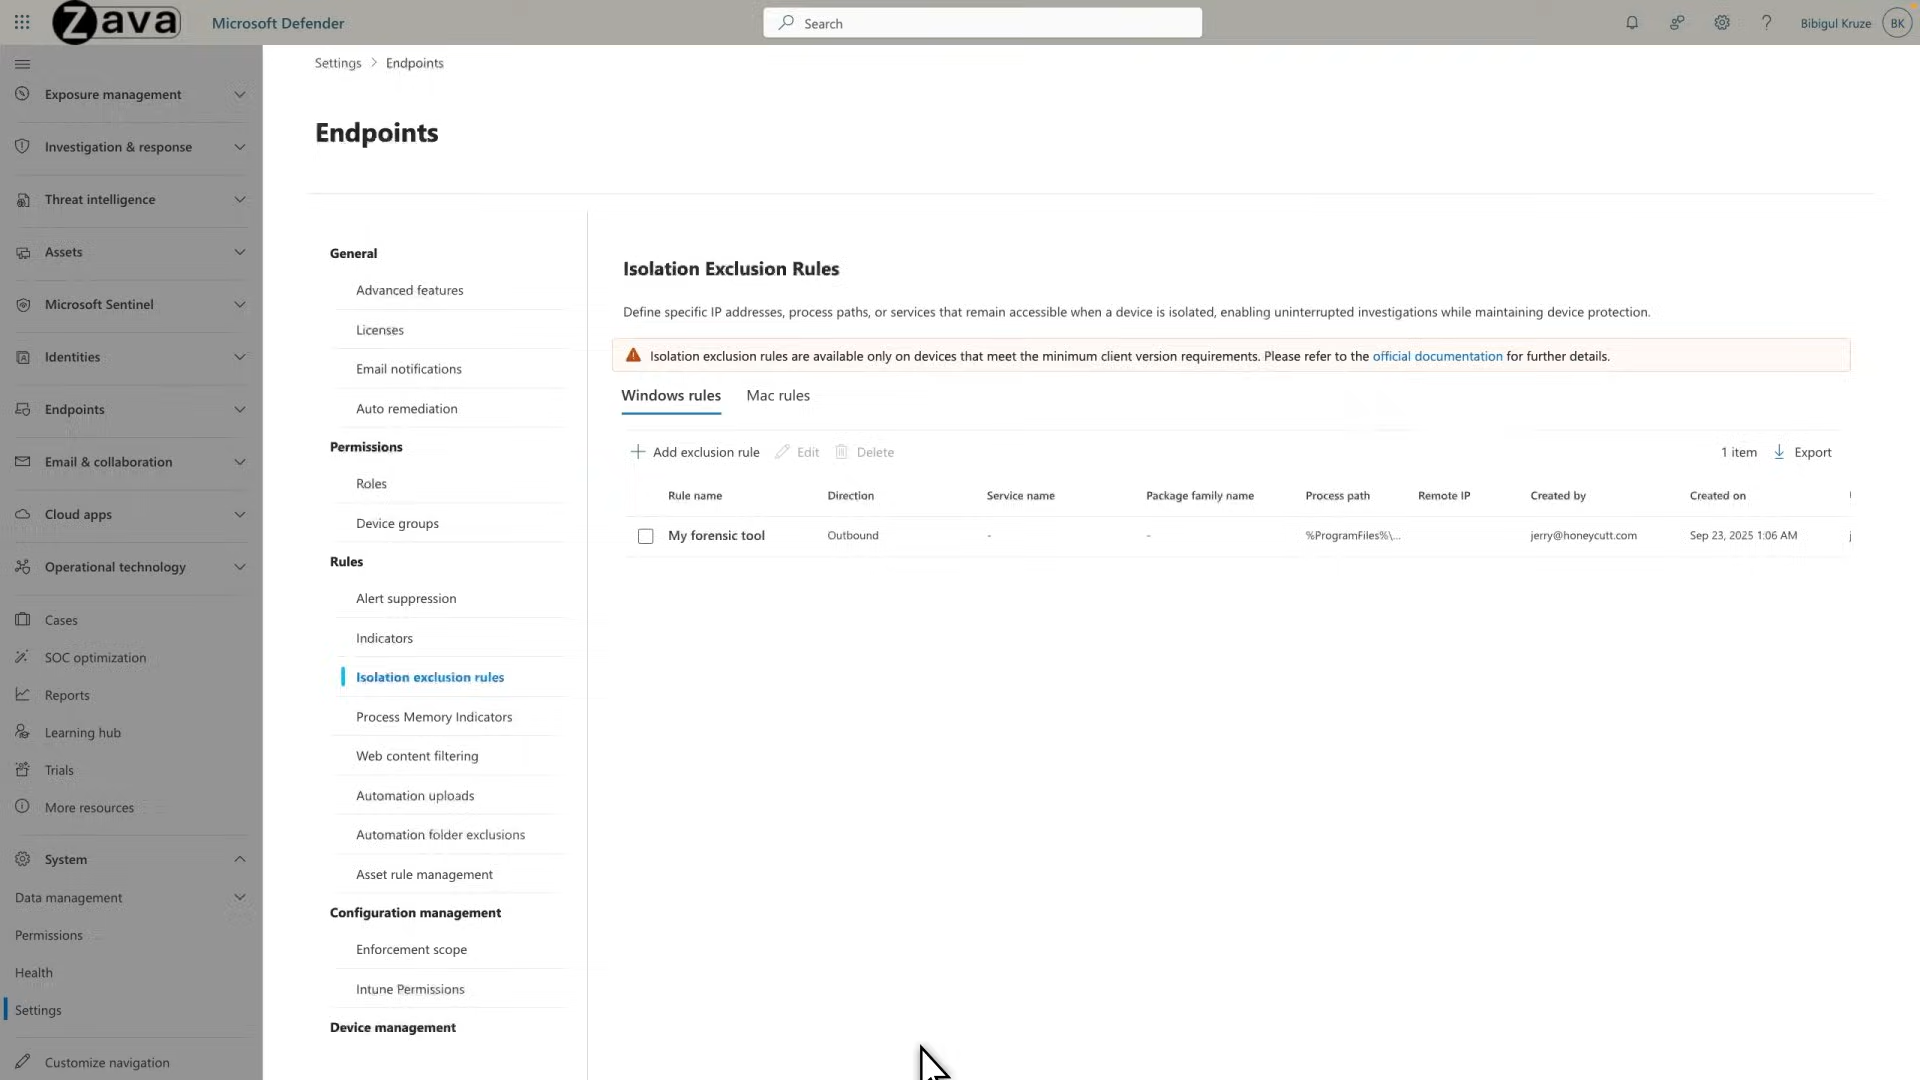 Zava
Microsoft Defender
Search
Bibigul Kruze
BK
Exposure management
Investigation & response
Threat intelligence
Assets
Microsoft Sentinel
Identities
Endpoints
Email & collaboration
Cloud apps
Operational technology
Cases
SOC optimization
Reports
Learning hub
Trials
More resources
System
Data management
Permissions
Health
Settings
Customize navigation
Settings > Endpoints
Endpoints
General
Advanced features
Licenses
Email notifications
Auto remediation
Permissions
Roles
Device groups
Rules
Alert suppression
Indicators
Isolation exclusion rules
Process Memory Indicators
Web content filtering
Automation uploads
Automation folder exclusions
Asset rule management
Configuration management
Enforcement scope
Intune Permissions
Device management
Isolation Exclusion Rules
Define specific IP addresses, process paths, or services that remain accessible when a device is isolated, enabling uninterrupted investigations while maintaining device protection.
Isolation exclusion rules are available only on devices that meet the minimum client version requirements. Please refer to the official documentation for further details.
Windows rules Mac rules
Add exclusion rule Edit Delete 1 item Export
Rule name Direction Service name Package family name Process path Remote IP Created by Created on
My forensic tool Outbound - - %ProgramFiles%\... jerry@honeycutt.com Sep 23, 2025 1:06 AM